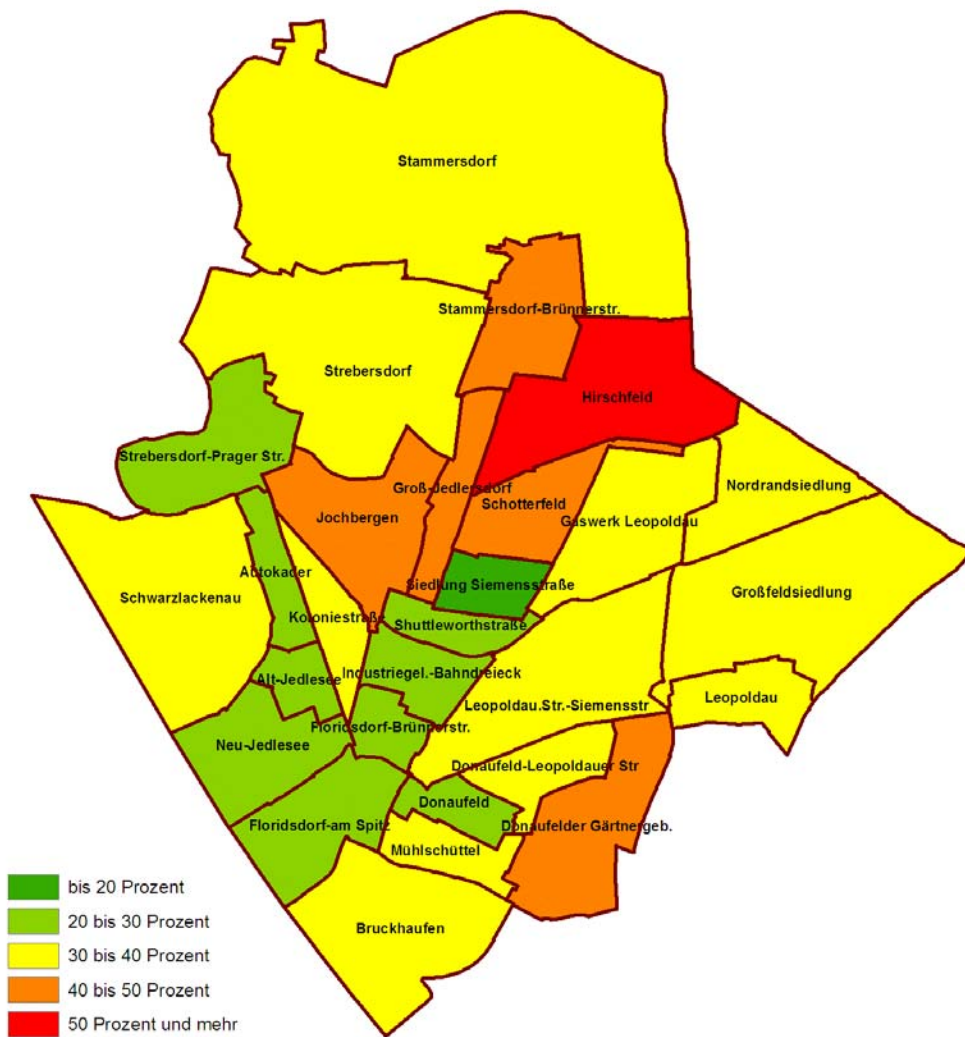 Stammersdorf
Stammersdorf-Brünnerstr.
Strebersdorf
Hirschfeld
Strebersdorf-Prager Str.
Nordrandsiedlung
Groß-Jedlersdorf
Schotterfeld
Jochbergen
Gaswerk Leopoldau
Autokader
Siedlung Siemensstraße
Großfeldsiedlung
Schwarzlackenau
Koloniestraße
Shuttleworthstraße
Industriegel.-Bahndreieck
Alt-Jedlesee
Leopoldau
Leopoldau.Str.-Siemensstr
Floridsdorf-Brünnerstr.
Neu-Jedlesee
Donaufeld-Leopoldauer Str
Donaufeld
Floridsdorf-am Spitz
Donaufelder Gärtnergeb.
Mühlschüttel
Bruckhaufen
bis 20 Prozent
20 bis 30 Prozent
30 bis 40 Prozent
40 bis 50 Prozent
50 Prozent und mehr